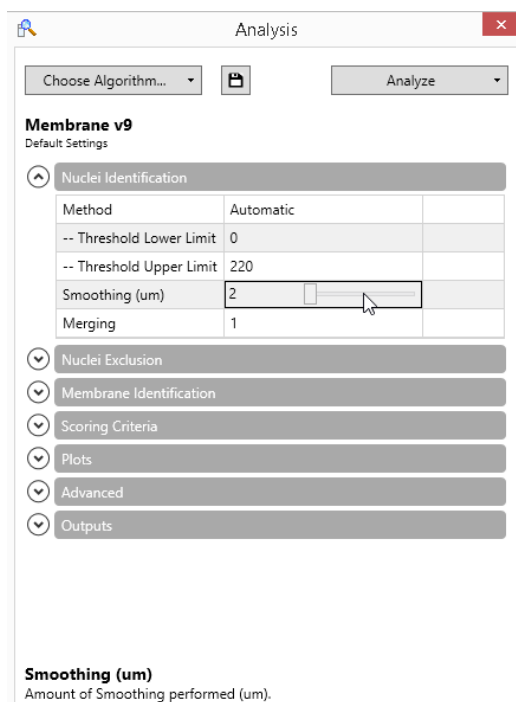 Analysis
Choose Algorithm... Analyze
Membrane v9
Default Settings
Nuclei Identification
Method Automatic
-- Threshold Lower Limit 0
-- Threshold Upper Limit 220
Smoothing (um) 2
Merging 1
Nuclei Exclusion
Membrane Identification
Scoring Criteria
Plots
Advanced
Outputs
Smoothing (um)
Amount of Smoothing performed (um).